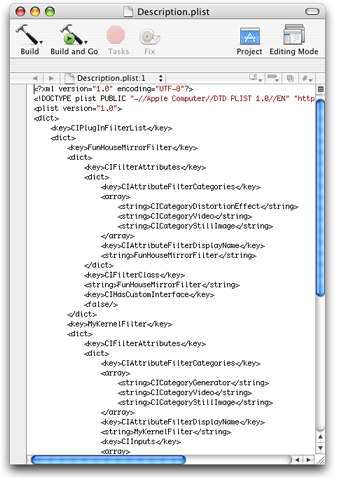 Description.plist
Build
Build and Go
Tasks
Fix
Project
Editing Mode
Description.plist:1
<?xml version="1.0" encoding="UTF-8"?>
<!DOCTYPE plist PUBLIC "-//Apple Computer//DTD PLIST 1.0//EN" "http
<plist version="1.0">
<dict>
<key>CIPlugInFilterList</key>
<dict>
<key>FunHouseMirrorFilter</key>
<dict>
<key>CIFilterAttributes</key>
<dict>
<key>CIAttributeFilterCategories</key>
<array>
<string>CICategoryDistortionEffect</string>
<string>CICategoryVideo</string>
<string>CICategoryStillImage</string>
</array>
<key>CIAttributeFilterDisplayName</key>
<string>FunHouseMirrorFilter</string>
</dict>
<key>CIFilterClass</key>
<string>FunHouseMirrorFilter</string>
<key>CIHasCustomInterface</key>
<false/>
</dict>
<key>MyKernelFilter</key>
<dict>
<key>CIFilterAttributes</key>
<dict>
<key>CIAttributeFilterCategories</key>
<array>
<string>CICategoryGenerator</string>
<string>CICategoryVideo</string>
<string>CICategoryStillImage</string>
</array>
<key>CIAttributeFilterDisplayName</key>
<string>MyKernelFilter</string>
<key>CIInputs</key>
<array>